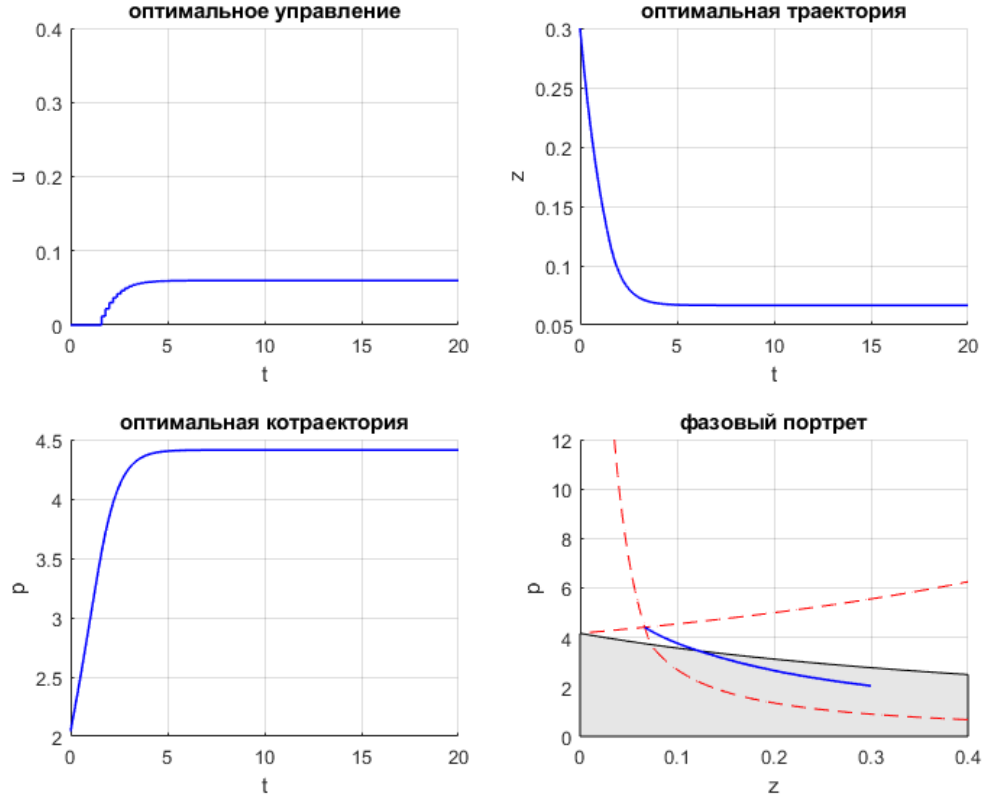 оптимальное управление
0.4
0.3
0.2
0.1
0
u
0 5 10 15 20
t
оптимальная траектория
0.3
0.25
0.2
0.15
0.1
0.05
z
0 5 10 15 20
t
оптимальная котраектория
4.5
4
3.5
3
2.5
2
p
0 5 10 15 20
t
фазовый портрет
12
10
8
6
4
2
0
p
0 0.1 0.2 0.3 0.4
z